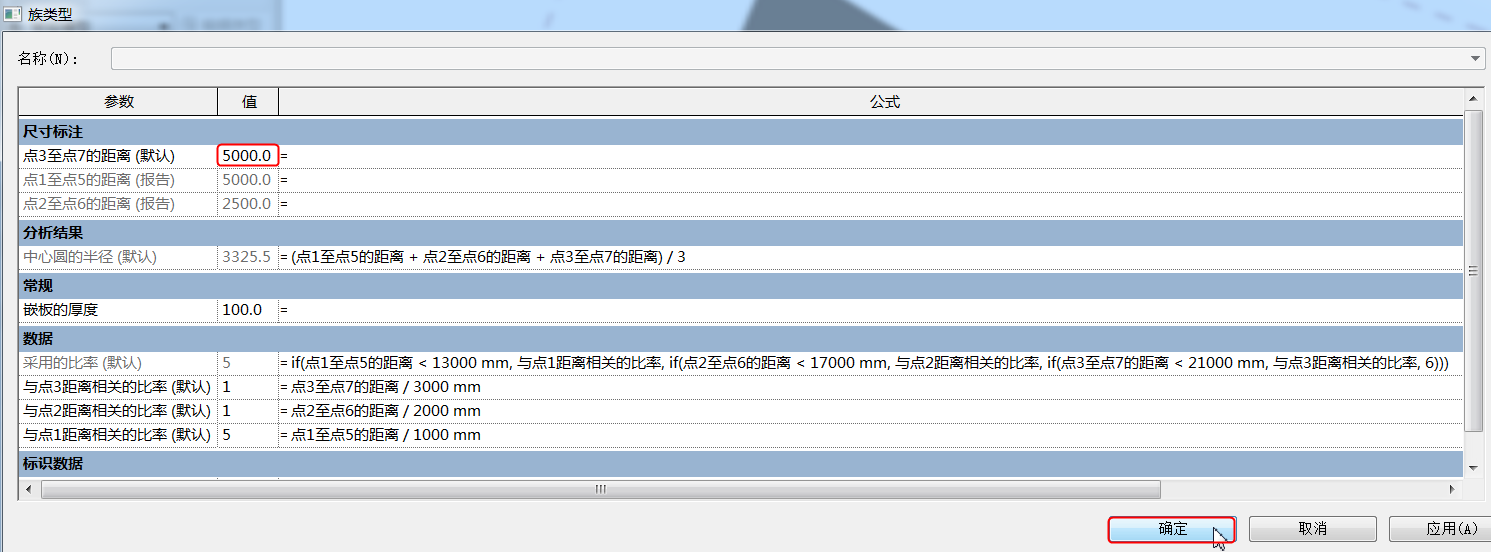 族类型
名称(N):
参数 值 公式
尺寸标注
点3至点7的距离 (默认) 5000.0 =
点1至点5的距离 (报告) 5000.0 =
点2至点6的距离 (报告) 2500.0 =
分析结果
中心圆的半径 (默认) 3325.5 = (点1至点5的距离 + 点2至点6的距离 + 点3至点7的距离) / 3
常规
嵌板的厚度 100.0 =
数据
采用的比率 (默认) 5 = if(点1至点5的距离 < 13000 mm, 与点1距离相关的比率, if(点2至点6的距离 < 17000 mm, 与点2距离相关的比率, if(点3至点7的距离 < 21000 mm, 与点3距离相关的比率, 6)))
与点3距离相关的比率 (默认) 1 = 点3至点7的距离 / 3000 mm
与点2距离相关的比率 (默认) 1 = 点2至点6的距离 / 2000 mm
与点1距离相关的比率 (默认) 5 = 点1至点5的距离 / 1000 mm
标识数据
确定 取消 应用(A)